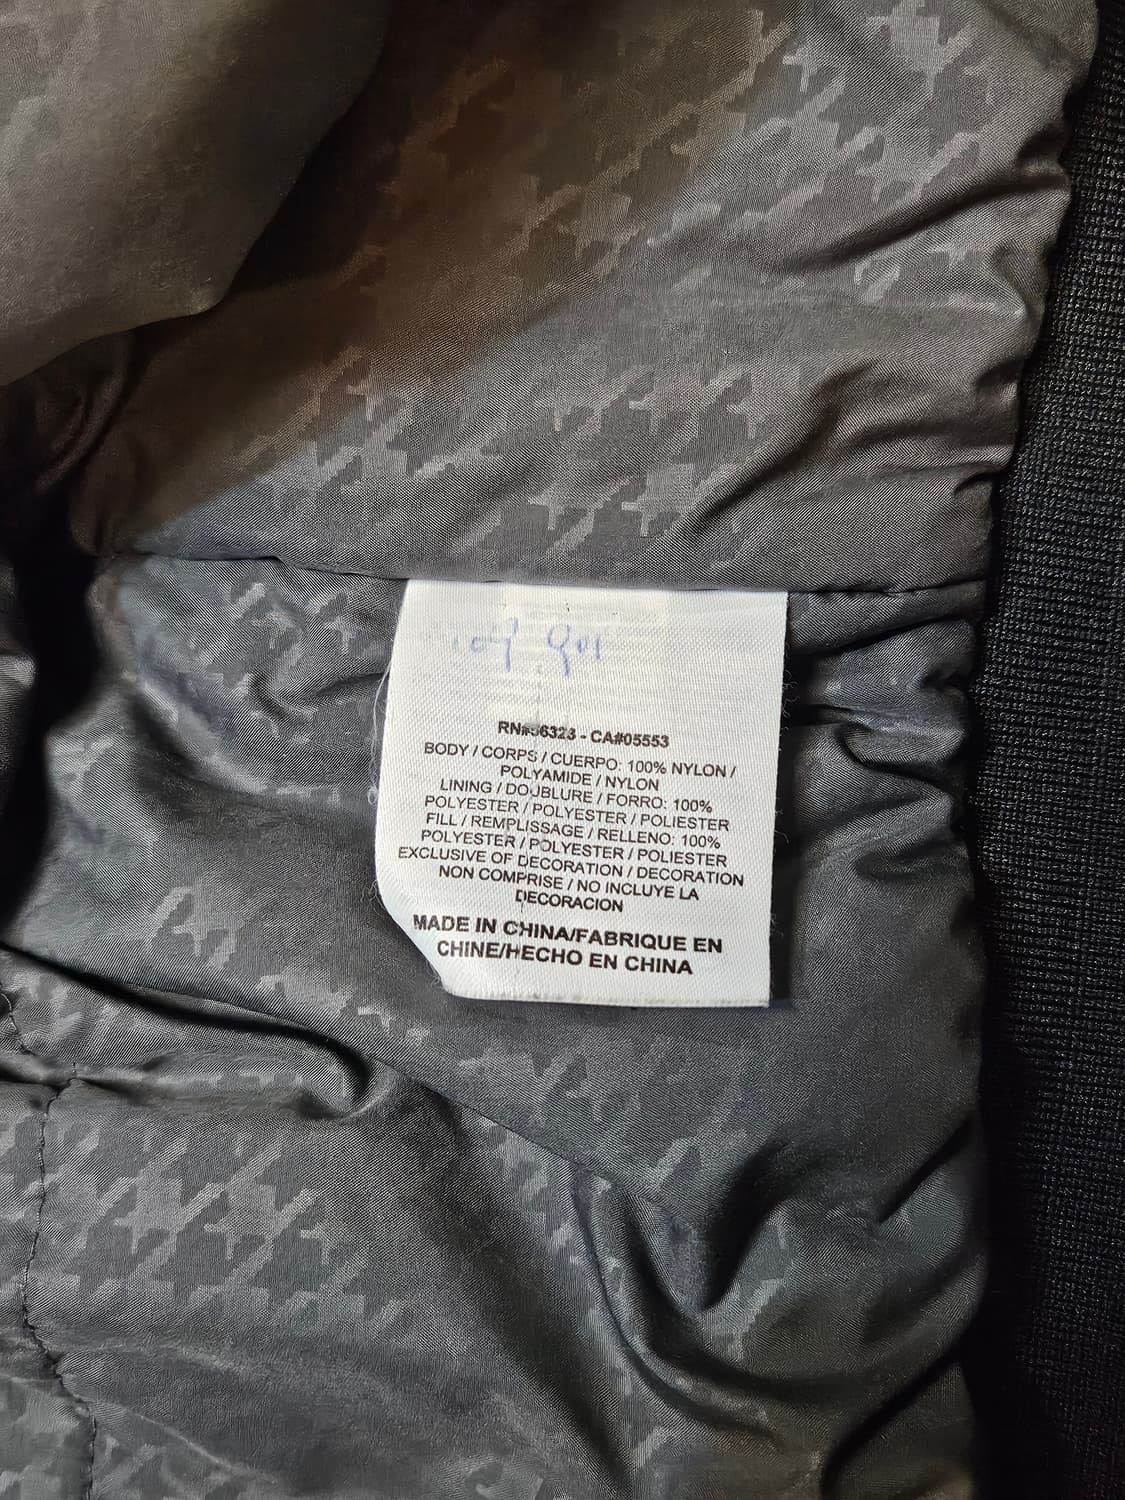 RN#56323 - CA#05553
BODY / CORPS / CUERPO: 100% NYLON /
POLYAMIDE / NYLON
LINING / DOUBLURE / FORRO: 100%
POLYESTER / POLYESTER / POLIESTER
FILL / REMPLISSAGE / RELLENO: 100%
POLYESTER / POLYESTER / POLIESTER
EXCLUSIVE OF DECORATION / DECORATION
NON COMPRISE / NO INCLUYE LA
DECORACION
MADE IN CHINA/FABRIQUE EN
CHINE/HECHO EN CHINA